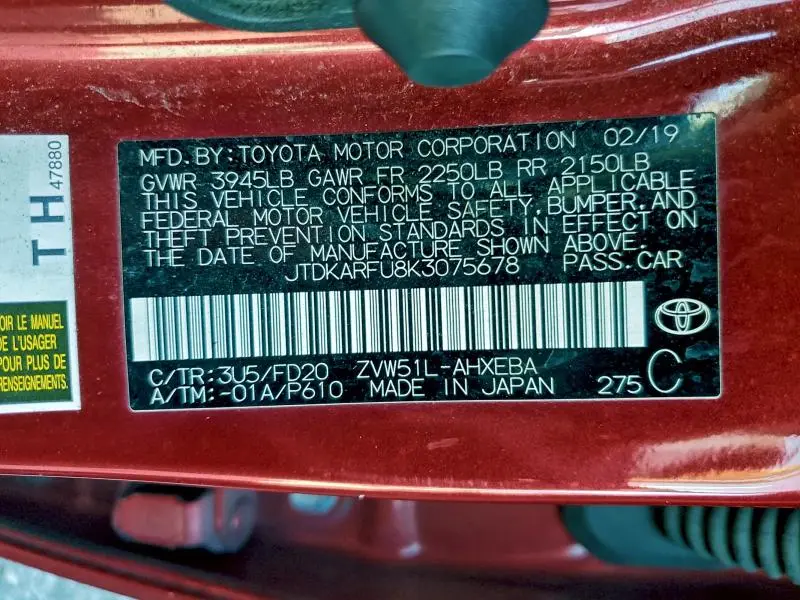 MFD. BY: TOYOTA MOTOR CORPORATION 02/19
GVWR 3945LB GAWR FR 2250LB RR 2150LB
THIS VEHICLE CONFORMS TO ALL APPLICABLE
FEDERAL MOTOR VEHICLE SAFETY, BUMPER, AND
THEFT PREVENTION STANDARDS IN EFFECT ON
THE DATE OF MANUFACTURE SHOWN ABOVE.
JTDKARFU8K3075678 PASS.CAR
C/TR:3U5/FD20 ZVW51L-AHXEBA
A/TM:-01A/P610 MADE IN JAPAN 275 C
TH
47880
OIR LE MANUEL
DE L'USAGER
POUR PLUS DE
RENSEIGNEMENTS.